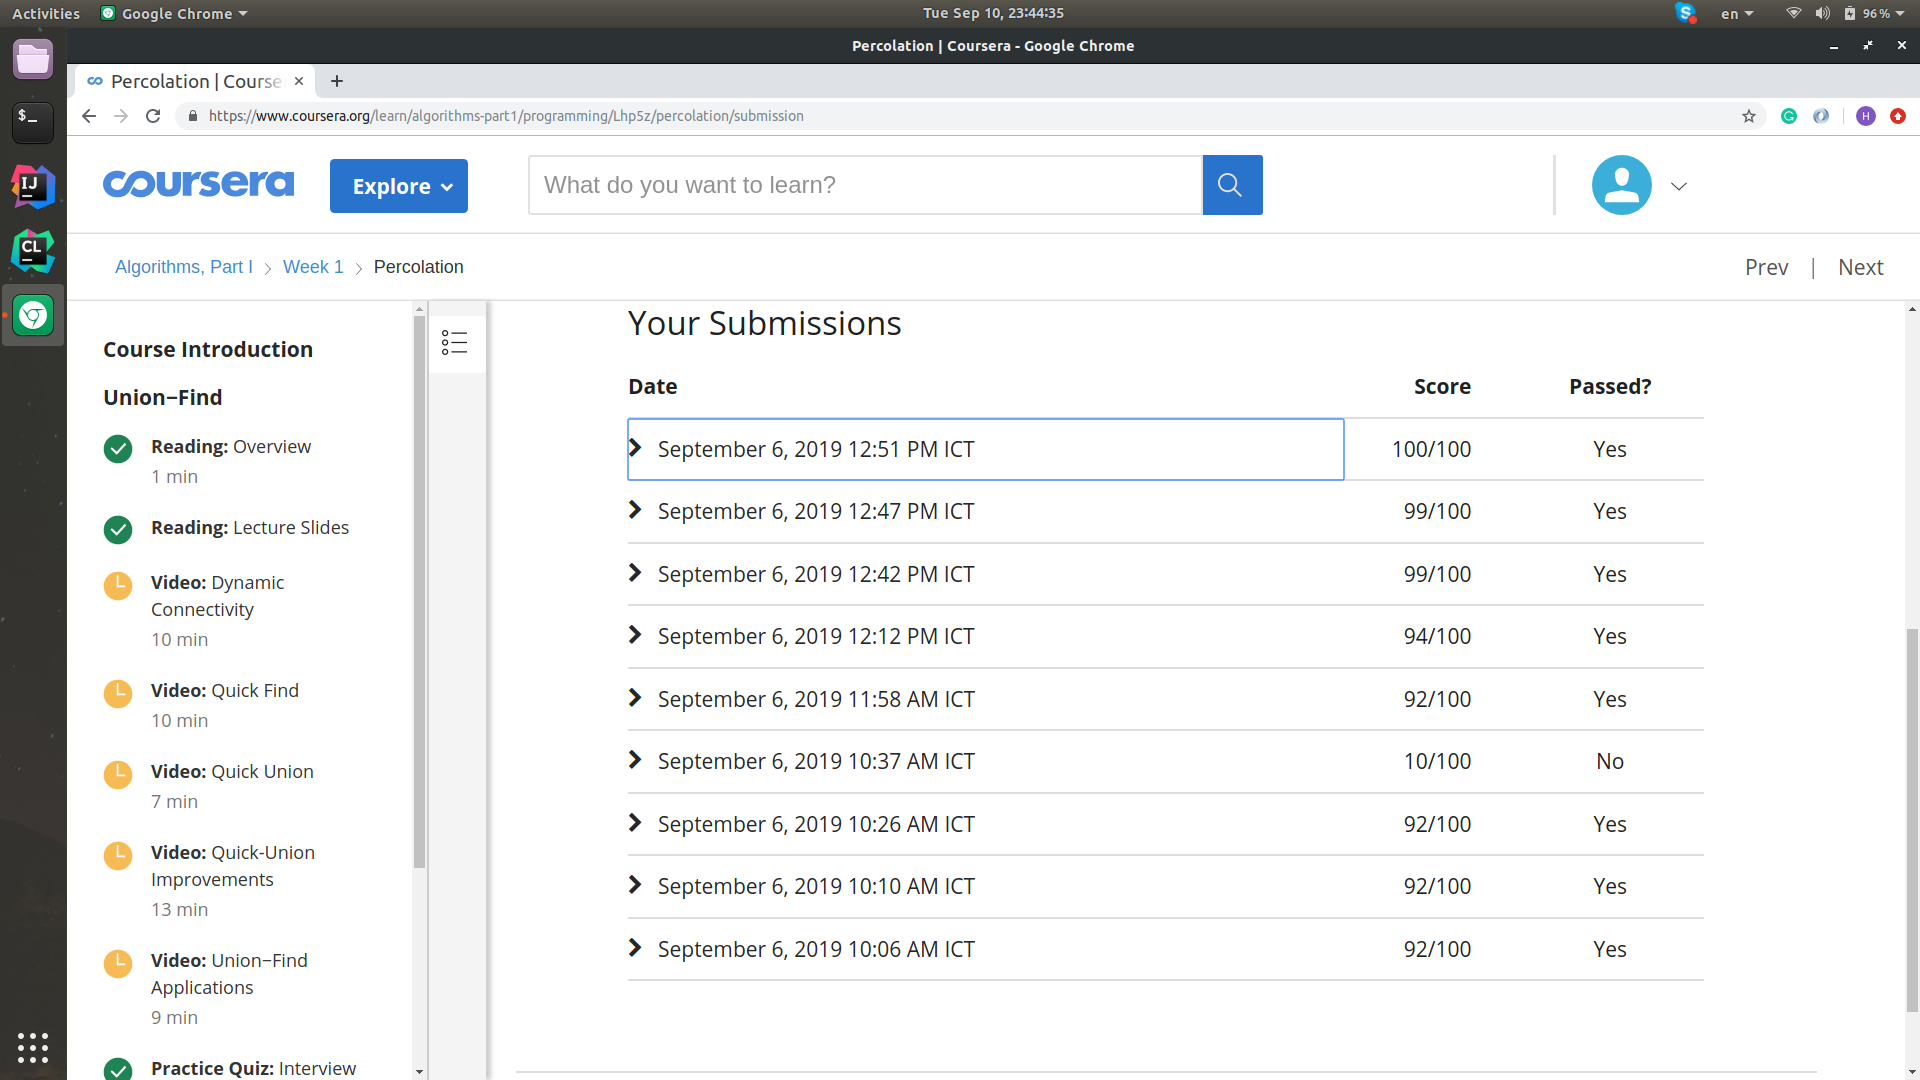 Activities Google Chrome Tue Sep 10, 23:44:35 en 96%
Percolation | Coursera - Google Chrome
Percolation | Course
https://www.coursera.org/learn/algorithms-part1/programming/Lhp5z/percolation/submission
coursera Explore What do you want to learn?
Algorithms, Part I Week 1 Percolation Prev | Next
Course Introduction
Union−Find
Reading: Overview
1 min
Reading: Lecture Slides
Video: Dynamic
Connectivity
10 min
Video: Quick Find
10 min
Video: Quick Union
7 min
Video: Quick-Union
Improvements
13 min
Video: Union−Find
Applications
9 min
Practice Quiz: Interview
Your Submissions
Date Score Passed?
September 6, 2019 12:51 PM ICT 100/100 Yes
September 6, 2019 12:47 PM ICT 99/100 Yes
September 6, 2019 12:42 PM ICT 99/100 Yes
September 6, 2019 12:12 PM ICT 94/100 Yes
September 6, 2019 11:58 AM ICT 92/100 Yes
September 6, 2019 10:37 AM ICT 10/100 No
September 6, 2019 10:26 AM ICT 92/100 Yes
September 6, 2019 10:10 AM ICT 92/100 Yes
September 6, 2019 10:06 AM ICT 92/100 Yes
$_
IJ
CL
S
G
H